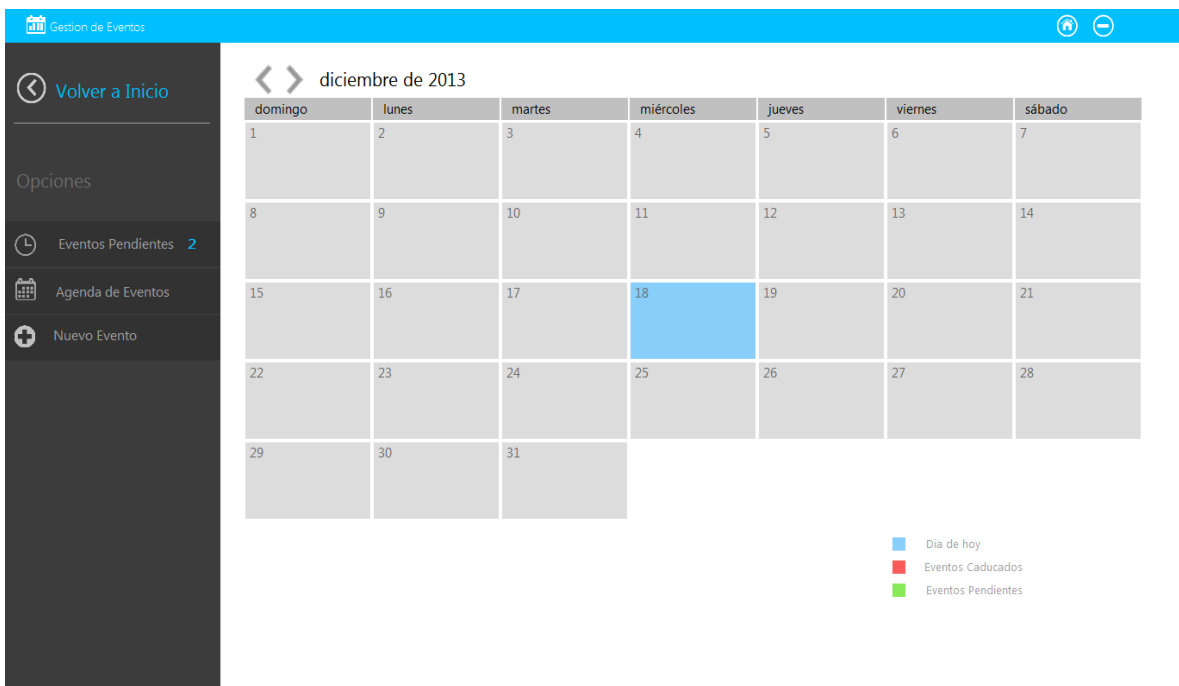 Gestion de Eventos
Volver a Inicio
Opciones
Eventos Pendientes 2
Agenda de Eventos
Nuevo Evento
diciembre de 2013
domingo lunes martes miércoles jueves viernes sábado
1 2 3 4 5 6 7
8 9 10 11 12 13 14
15 16 17 18 19 20 21
22 23 24 25 26 27 28
29 30 31
Dia de hoy
Eventos Caducados
Eventos Pendientes